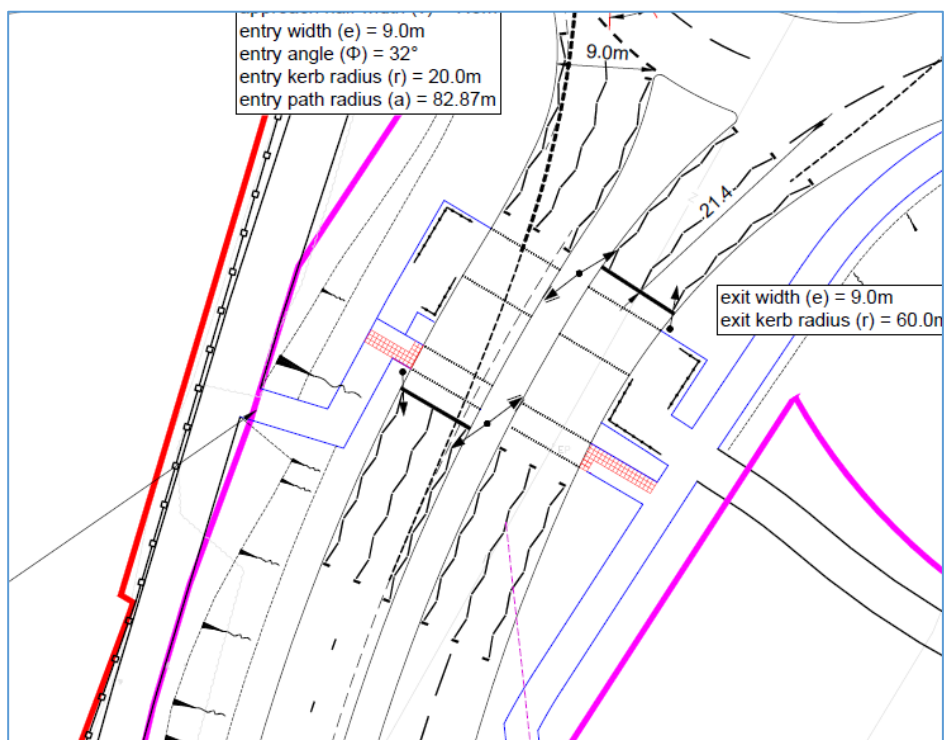 entry width (e) = 9.0m
entry angle (Φ) = 32°
entry kerb radius (r) = 20.0m
entry path radius (a) = 82.87m
9.0m
21.4
exit width (e) = 9.0m
exit kerb radius (r) = 60.0m